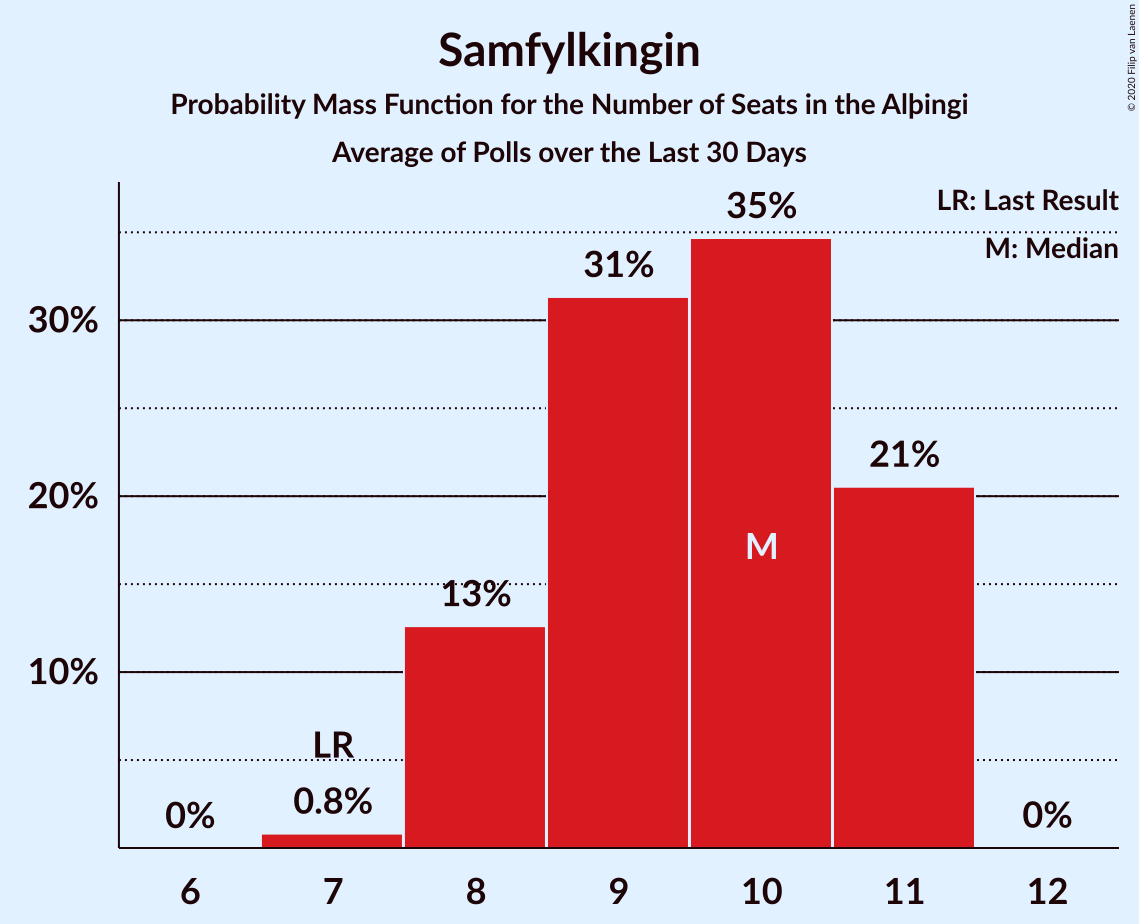 Samfylkingin
Probability Mass Function for the Number of Seats in the Alþingi
Average of Polls over the Last 30 Days
© 2020 Filip van Laenen
LR: Last Result
M: Median
35%
31%
30%
21%
20%
M
13%
10%
LR
0.8%
0%
0%
6 7 8 9 10 11 12